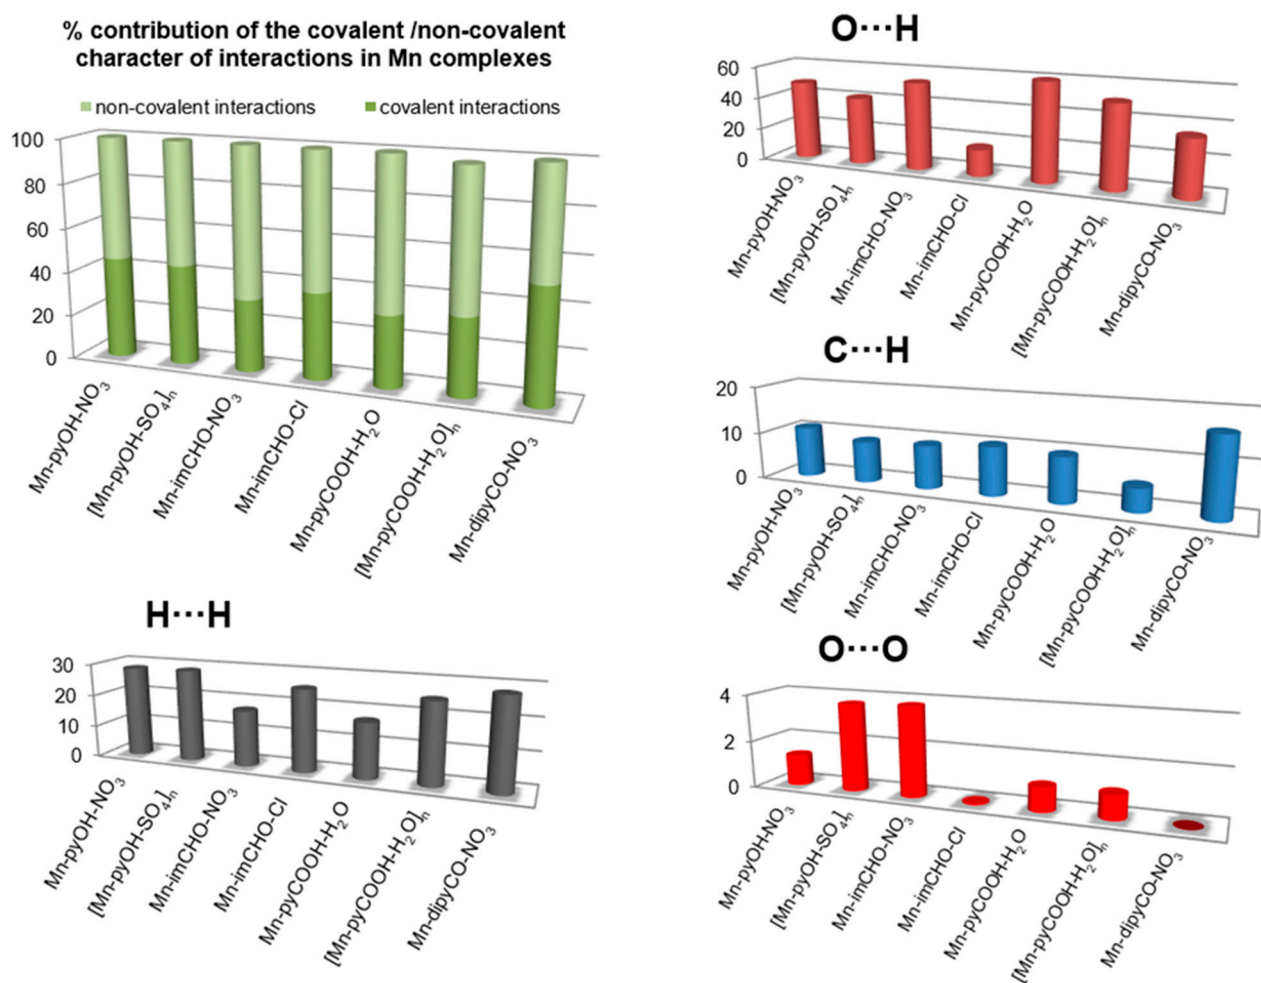 % contribution of the covalent /non-covalent
character of interactions in Mn complexes
non-covalent interactions
covalent interactions
100
80
60
40
20
0
Mn-pyOH-NO₃
[Mn-pyOH-SO₄]ₙ
Mn-imCHO-NO₃
Mn-imCHO-Cl
Mn-pyCOOH-H₂O
[Mn-pyCOOH-H₂O]ₙ
Mn-dipyCO-NO₃
H···H
30
20
10
0
Mn-pyOH-NO₃
[Mn-pyOH-SO₄]ₙ
Mn-imCHO-NO₃
Mn-imCHO-Cl
Mn-pyCOOH-H₂O
[Mn-pyCOOH-H₂O]ₙ
Mn-dipyCO-NO₃
O···H
60
40
20
0
Mn-pyOH-NO₃
[Mn-pyOH-SO₄]ₙ
Mn-imCHO-NO₃
Mn-imCHO-Cl
Mn-pyCOOH-H₂O
[Mn-pyCOOH-H₂O]ₙ
Mn-dipyCO-NO₃
C···H
20
10
0
Mn-pyOH-NO₃
[Mn-pyOH-SO₄]ₙ
Mn-imCHO-NO₃
Mn-imCHO-Cl
Mn-pyCOOH-H₂O
[Mn-pyCOOH-H₂O]ₙ
Mn-dipyCO-NO₃
O···O
4
2
0
Mn-pyOH-NO₃
[Mn-pyOH-SO₄]ₙ
Mn-imCHO-NO₃
Mn-imCHO-Cl
Mn-pyCOOH-H₂O
[Mn-pyCOOH-H₂O]ₙ
Mn-dipyCO-NO₃